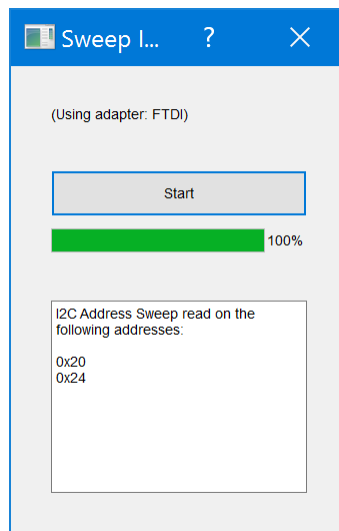 Sweep I...
?
(Using adapter: FTDI)
Start
100%
I2C Address Sweep read on the
following addresses:
0x20
0x24